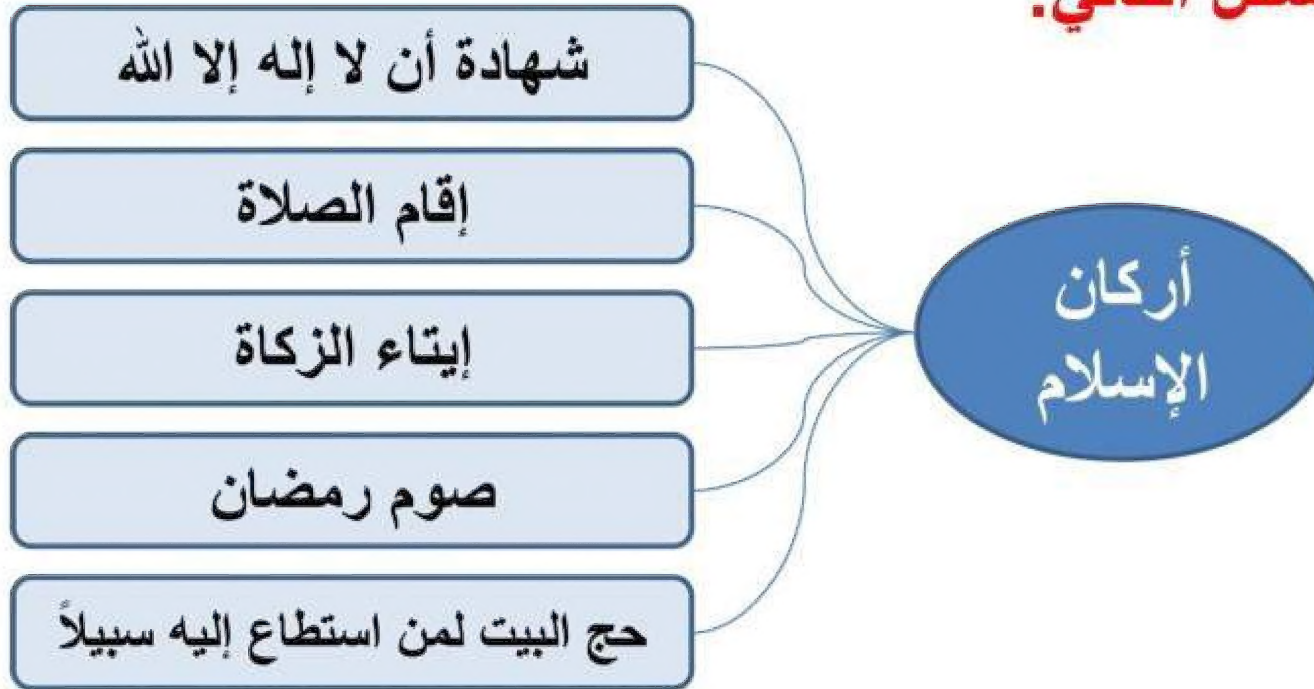 التالي:
شهادة أن لا إله إلا الله
إقام الصلاة
إيتاء الزكاة
صوم رمضان
حج البيت لمن استطاع إليه سبيلاً
أركان
الإسلام